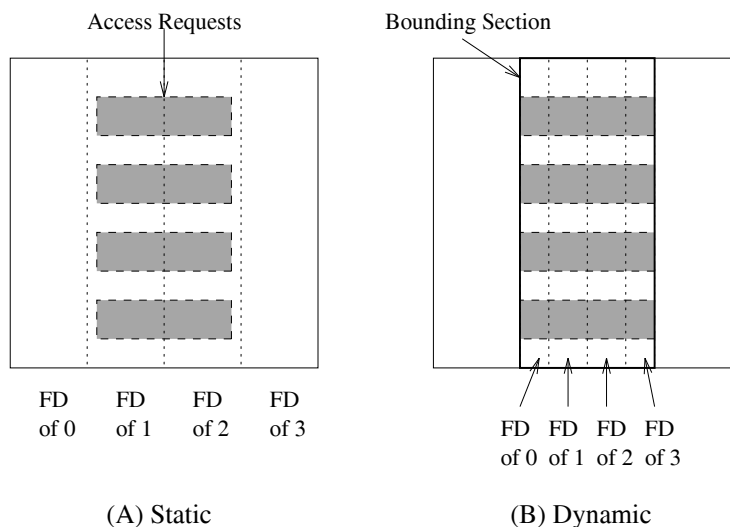 Access Requests
Bounding Section
FD of 0
FD of 1
FD of 2
FD of 3
FD of 0
FD of 1
FD of 2
FD of 3
(A) Static
(B) Dynamic